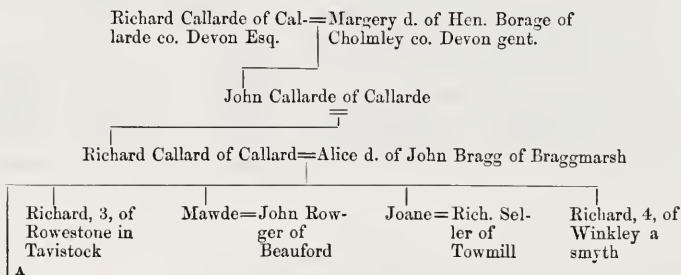 Richard Callarde of Cal-=Margery d. of Hen. Borage of
larde co. Devon Esq. Cholmley co. Devon gent.
John Callarde of Callarde
Richard Callard of Callard=Alice d. of John Bragg of Braggmarsh
Richard, 3, of Mawde=John Row- Joane=Rich. Sel- Richard, 4, of
Rowestone in ger of ler of Winkley a
Tavistock Beauford Towmill smyth
A